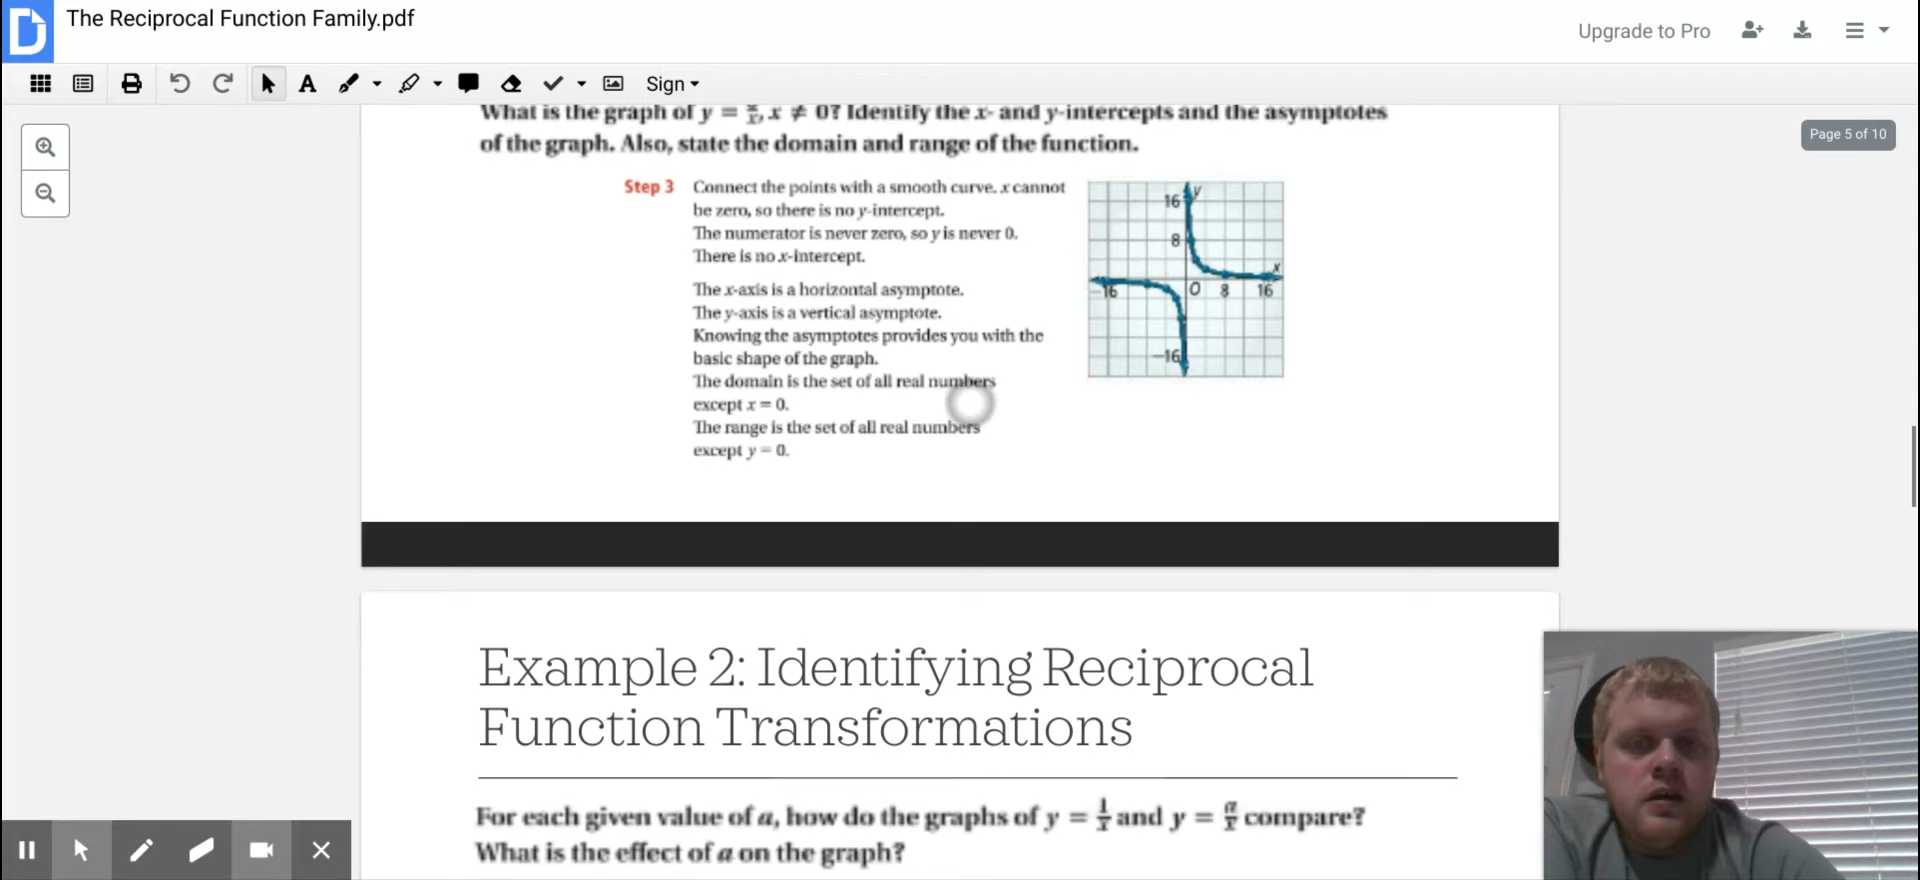 The Reciprocal Function Family.pdf
Upgrade to Pro
A
Sign
Page 5 of 10
What is the graph of y = , x ≠ 0? Identify the x- and y-intercepts and the asymptotes
of the graph. Also, state the domain and range of the function.
Step 3 Connect the points with a smooth curve. x cannot
be zero, so there is no y-intercept.
The numerator is never zero, so y is never 0.
There is no x-intercept.
The x-axis is a horizontal asymptote.
The y-axis is a vertical asymptote.
Knowing the asymptotes provides you with the
basic shape of the graph.
The domain is the set of all real numbers
except x = 0.
The range is the set of all real numbers
except y = 0.
16 y
8
x
-16 O 8 16
-16
Example 2: Identifying Reciprocal
Function Transformations
For each given value of a, how do the graphs of y = 1/x and y = a/x compare?
What is the effect of a on the graph?